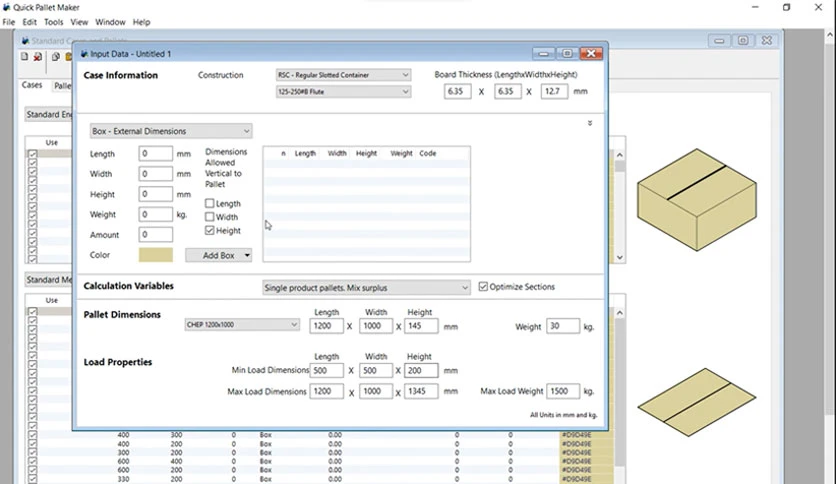 Quick Pallet Maker
File Edit Tools View Window Help
Input Data - Untitled 1
Cases
Standard
Use
Case Information
Construction
RSC - Regular Slotted Container
125-250#B Flute
Board Thickness (LengthxWidthxHeight)
6.35 X 6.35 X 12.7 mm
Box - External Dimensions
Length 0 mm
Width 0 mm
Height 0 mm
Weight 0 kg.
Amount 0
Color
Dimensions
Allowed
Vertical to
Pallet
Length
Width
Height
Add Box
n Length Width Height Weight Code
Calculation Variables
Single product pallets. Mix surplus
Optimize Sections
Pallet Dimensions
CHEP 1200x1000
Length Width Height
1200 X 1000 X 145 mm
Weight 30 kg.
Load Properties
Length Width Height
Min Load Dimensions 500 X 500 X 200 mm
Max Load Dimensions 1200 X 1000 X 1345 mm
Max Load Weight 1500 kg.
All Units in mm and kg.
Standard
Use
400 300 0 Box 0.00 0 0 #D9D49E
400 200 0 Box 0.00 0 0 #D9D49E
300 200 0 Box 0.00 0 0 #D9D49E
600 400 0 Box 0.00 0 0 #D9D49E
600 200 0 Box 0.00 0 0 #D9D49E
330 200 0 Box 0.00 0 0 #D9D49E